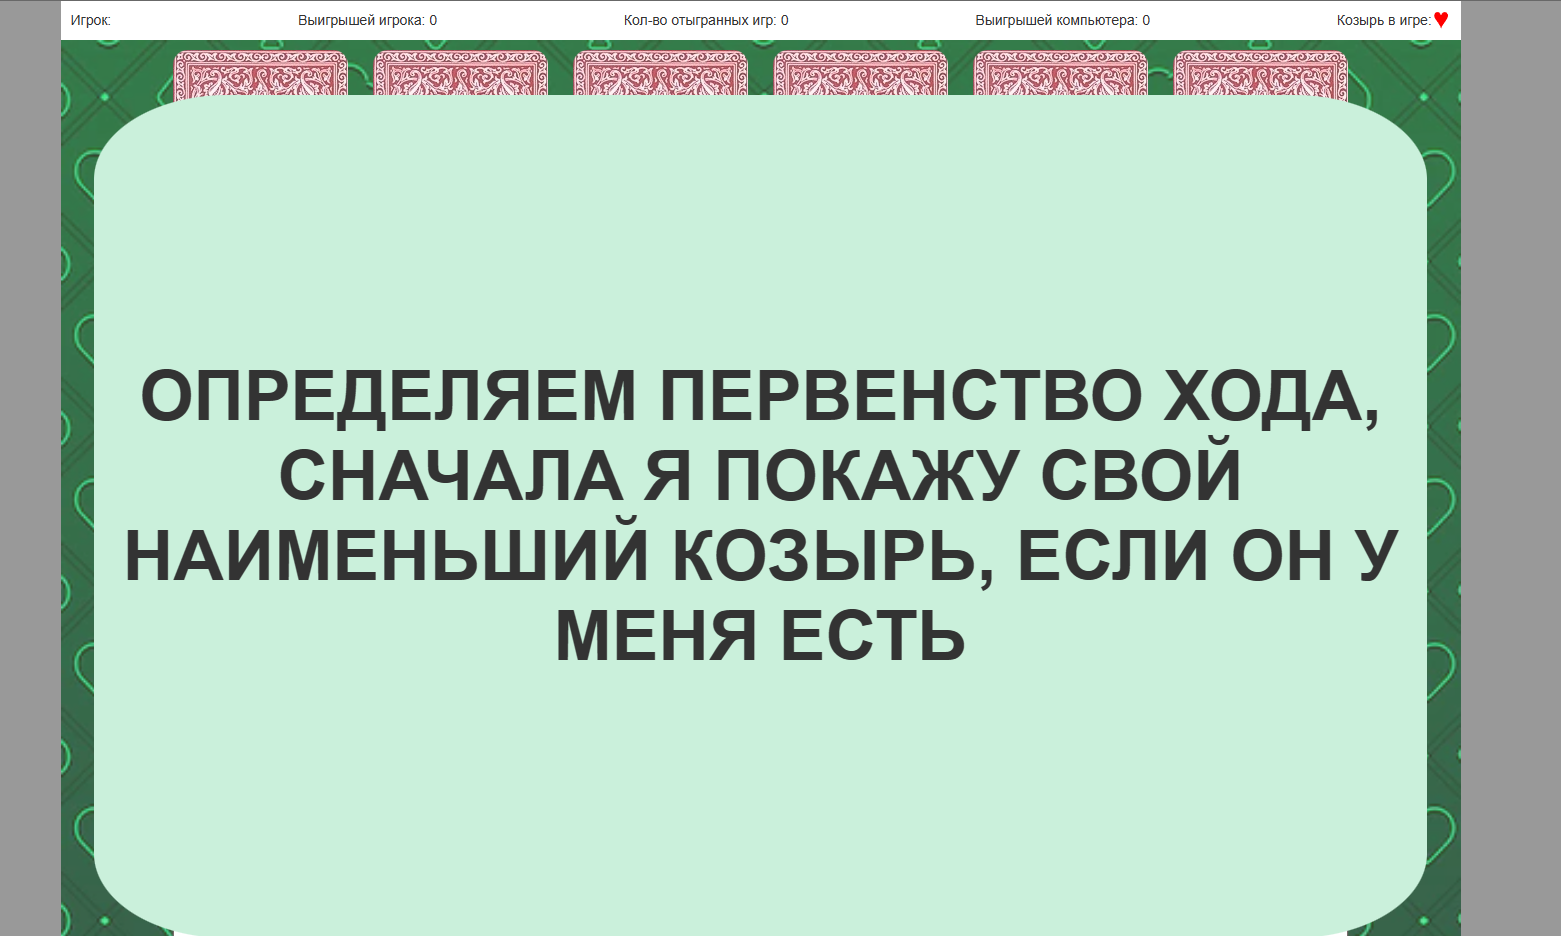 Игрок: Выигрышей игрока: 0 Кол-во отыгранных игр: 0 Выигрышей компьютера: 0 Козырь в игре:♥
ОПРЕДЕЛЯЕМ ПЕРВЕНСТВО ХОДА,
СНАЧАЛА Я ПОКАЖУ СВОЙ
НАИМЕНЬШИЙ КОЗЫРЬ, ЕСЛИ ОН У
МЕНЯ ЕСТЬ